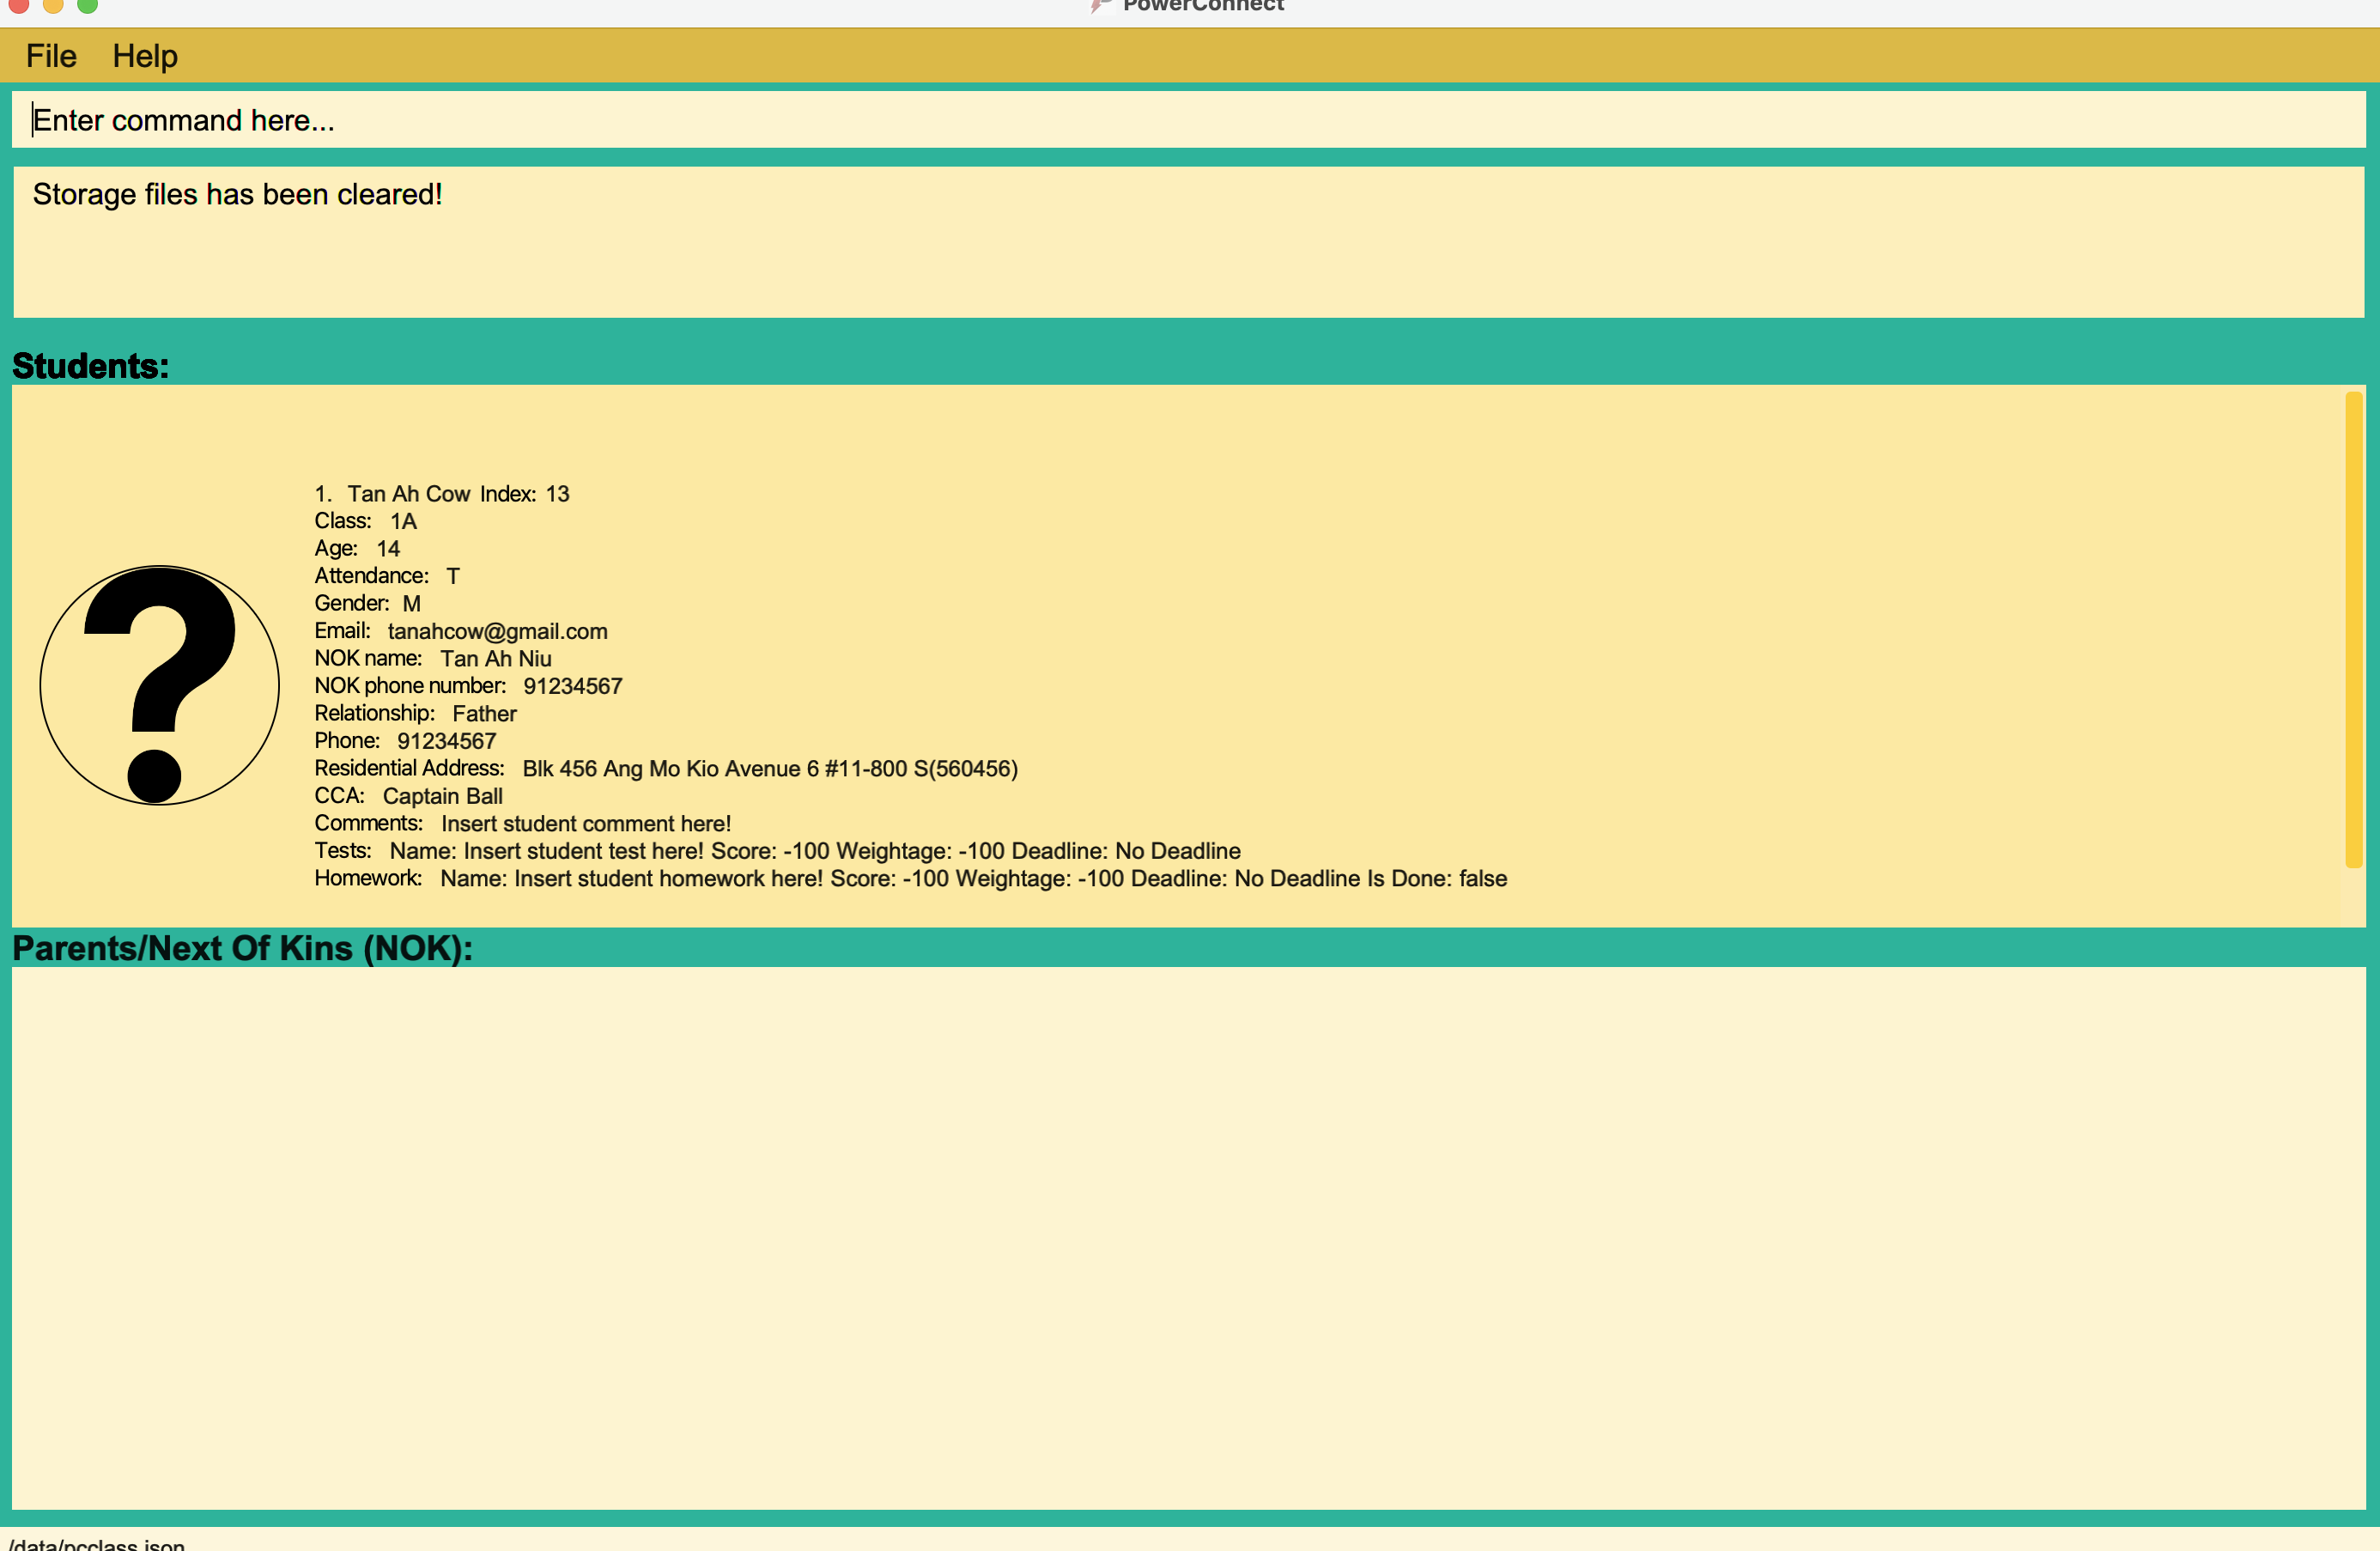 PowerConnect
File Help
Enter command here...
Storage files has been cleared!
Students:
1. Tan Ah Cow Index: 13
Class: 1A
Age: 14
Attendance: T
Gender: M
Email: tanahcow@gmail.com
NOK name: Tan Ah Niu
NOK phone number: 91234567
Relationship: Father
Phone: 91234567
Residential Address: Blk 456 Ang Mo Kio Avenue 6 #11-800 S(560456)
CCA: Captain Ball
Comments: Insert student comment here!
Tests: Name: Insert student test here! Score: -100 Weightage: -100 Deadline: No Deadline
Homework: Name: Insert student homework here! Score: -100 Weightage: -100 Deadline: No Deadline Is Done: false
Parents/Next Of Kins (NOK):
/data/pcclass.json